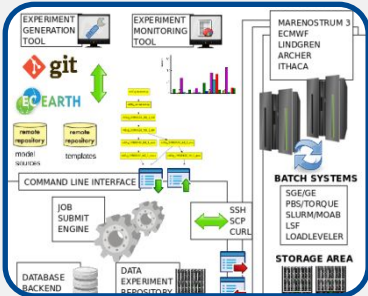 EXPERIMENT
GENERATION
TOOL
EXPERIMENT
MONITORING
TOOL
MARENOSTRUM 3
ECMWF
LINDGREN
ARCHER
ITHACA
git
EC EARTH
remote
repository
remote
repository
model
sources
templates
COMMAND LINE INTERFACE
BATCH SYSTEMS
SGE/GE
PBS/TORQUE
SLURM/MOAB
LSF
LOADLEVELER
JOB
SUBMIT
ENGINE
SSH
SCP
CURL
STORAGE AREA
DATABASE
BACKEND
DATA
EXPERIMENT
REPOSITORY